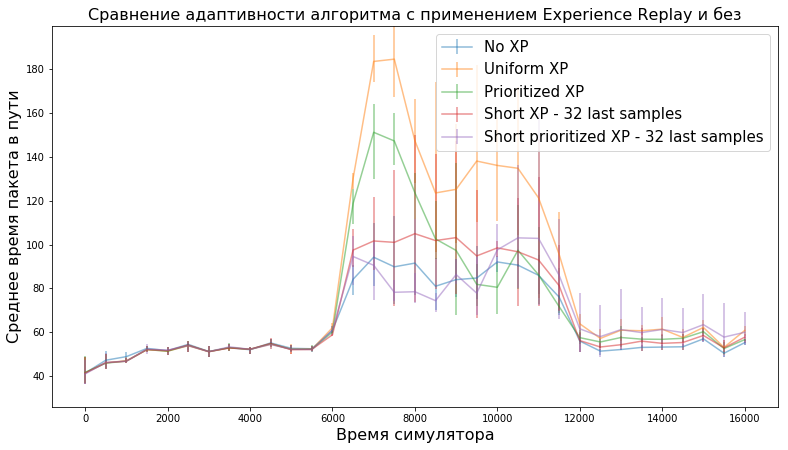 Сравнение адаптивности алгоритма с применением Experience Replay и без
No XP
Uniform XP
Prioritized XP
Short XP - 32 last samples
Short prioritized XP - 32 last samples
Среднее время пакета в пути
180
160
140
120
100
80
60
40
0
2000
4000
6000
8000
10000
12000
14000
16000
Время симулятора